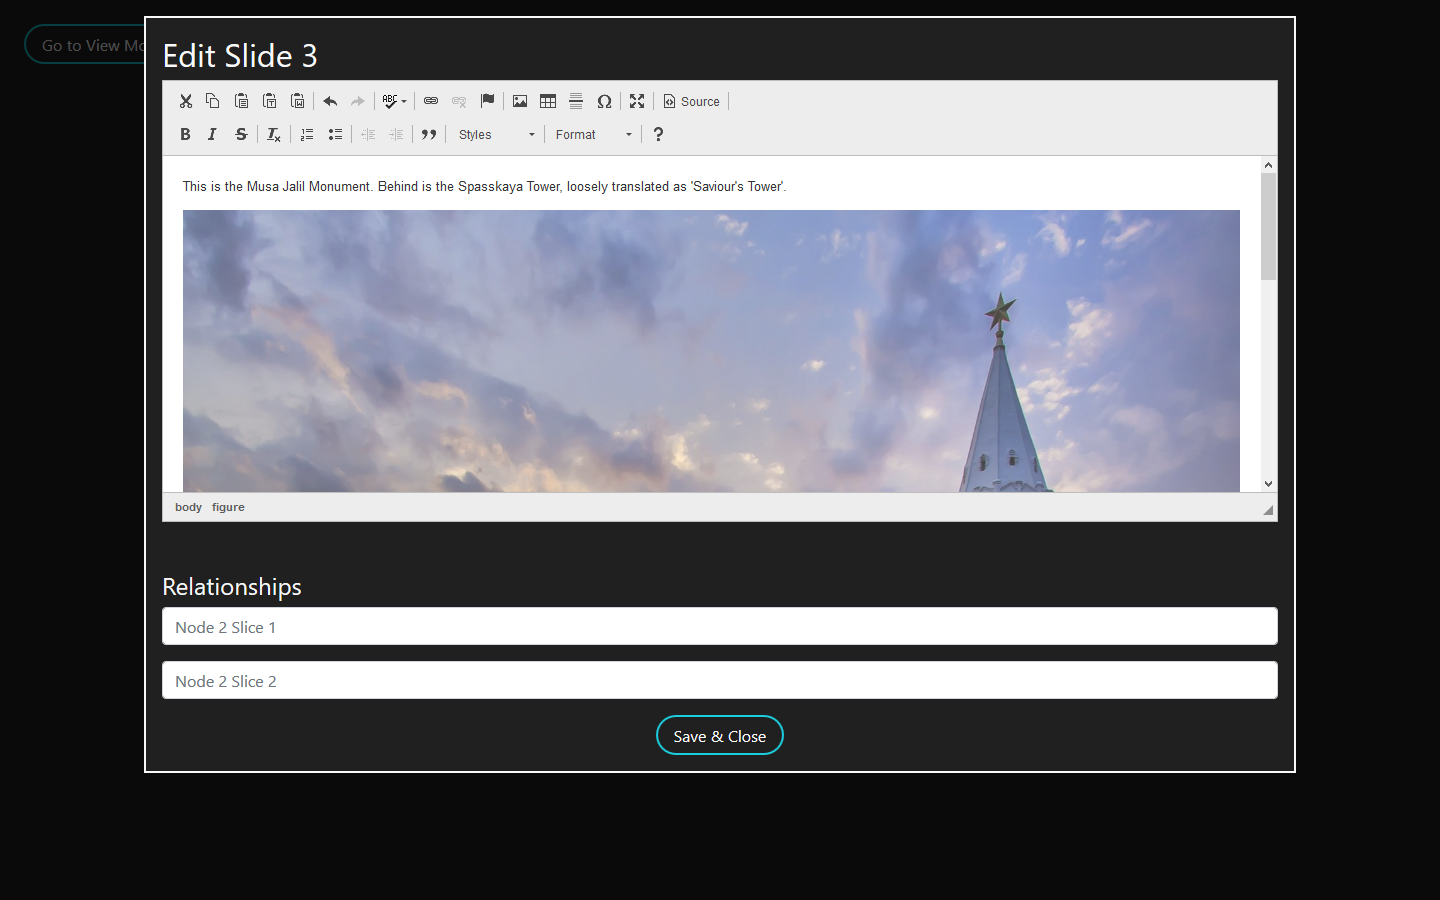 Go to View Mo
Edit Slide 3
ABC
Source
B I S Tx
Styles
Format
?
This is the Musa Jalil Monument. Behind is the Spasskaya Tower, loosely translated as 'Saviour's Tower'.
body figure
Relationships
Node 2 Slice 1
Node 2 Slice 2
Save & Close